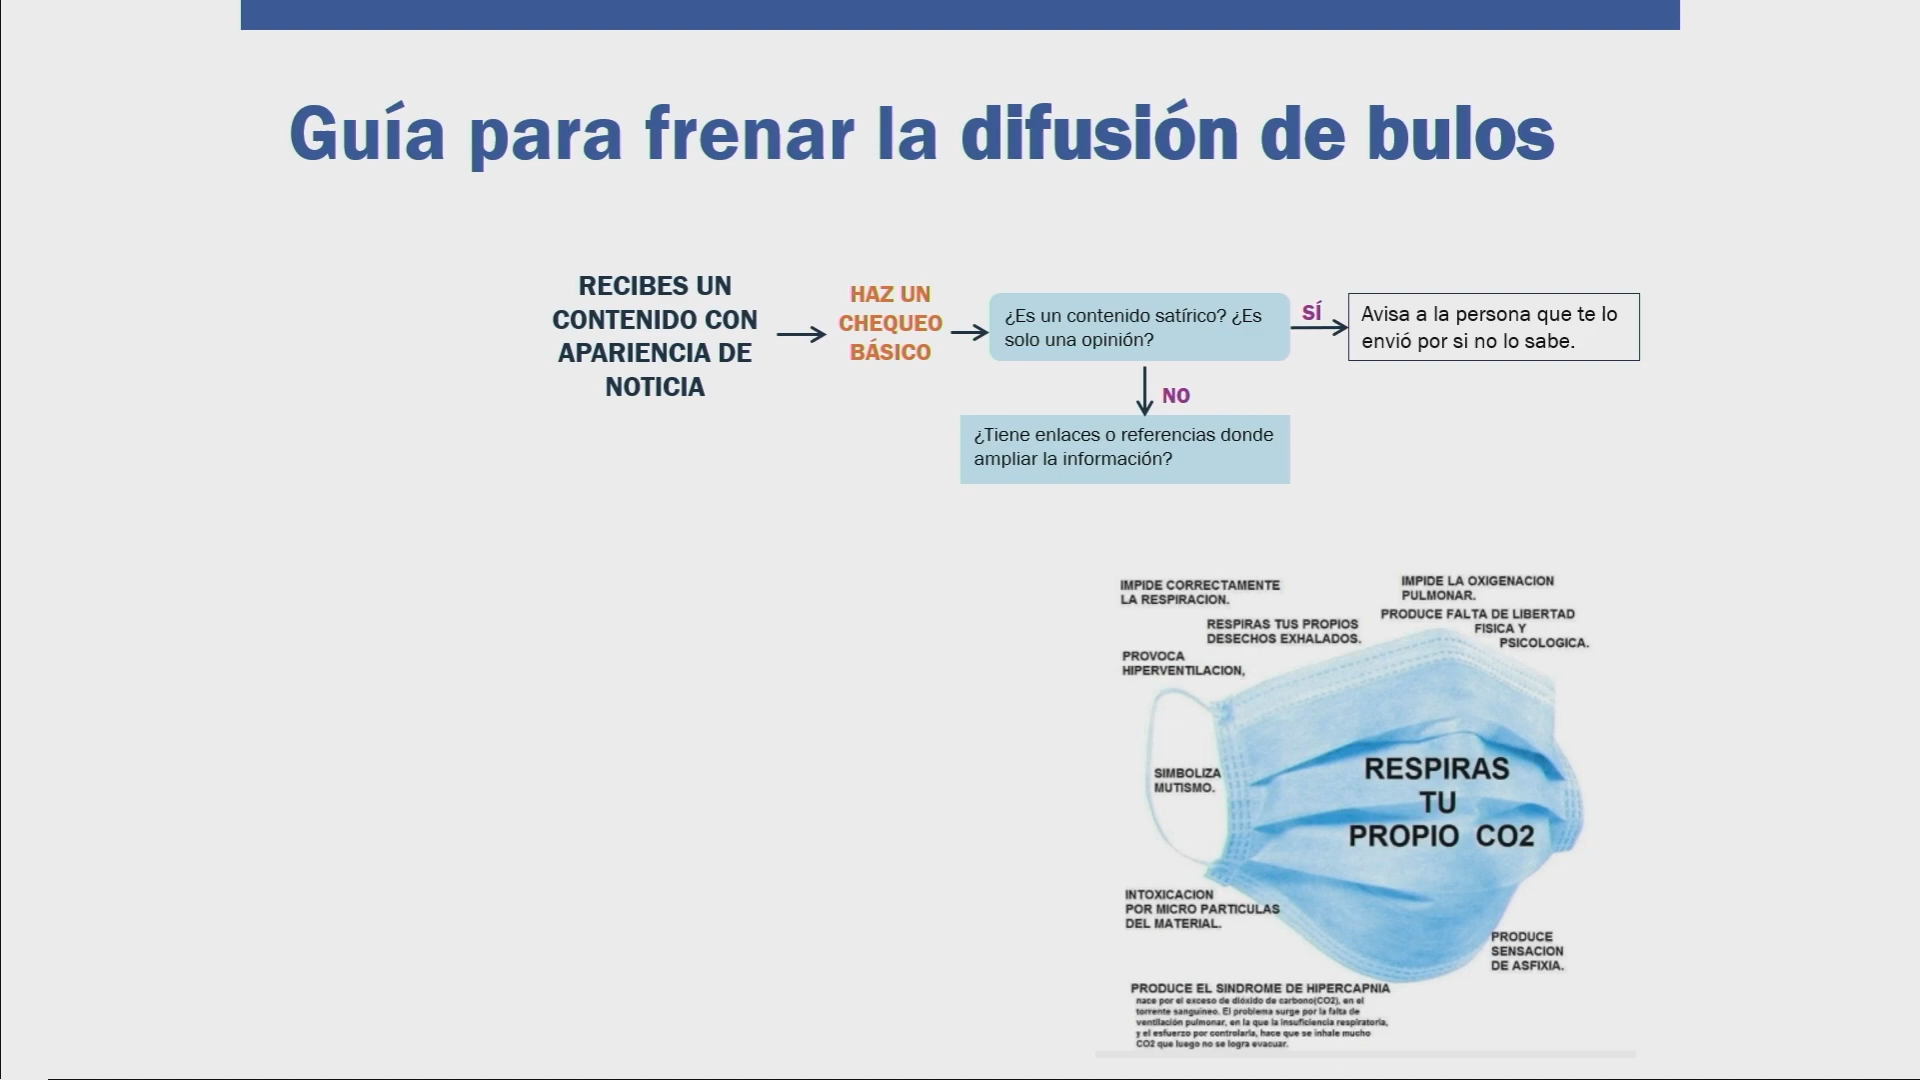 Guía para frenar la difusión de bulos
RECIBES UN
CONTENIDO CON
APARIENCIA DE
NOTICIA
HAZ UN
CHEQUEO
BÁSICO
¿Es un contenido satírico? ¿Es
solo una opinión?
SÍ
Avisa a la persona que te lo
envió por si no lo sabe.
NO
¿Tiene enlaces o referencias donde
ampliar la información?
IMPIDE CORRECTAMENTE
LA RESPIRACION.
IMPIDE LA OXIGENACION
PULMONAR.
RESPIRAS TUS PROPIOS
DESECHOS EXHALADOS.
PRODUCE FALTA DE LIBERTAD
FISICA Y
PSICOLOGICA.
PROVOCA
HIPERVENTILACION,
SIMBOLIZA
MUTISMO.
RESPIRAS
TU
PROPIO CO2
INTOXICACION
POR MICRO PARTICULAS
DEL MATERIAL.
PRODUCE
SENSACION
DE ASFIXIA.
PRODUCE EL SINDROME DE HIPERCAPNIA
nace por el exceso de dióxido de carbono(CO2), en el
torrente sanguíneo. El problema surge por la falta de
ventilación pulmonar, en la que la insuficiencia respiratoria,
y el esfuerzo por controlarla, hace que se inhale mucho
CO2 que luego no se logra evacuar.